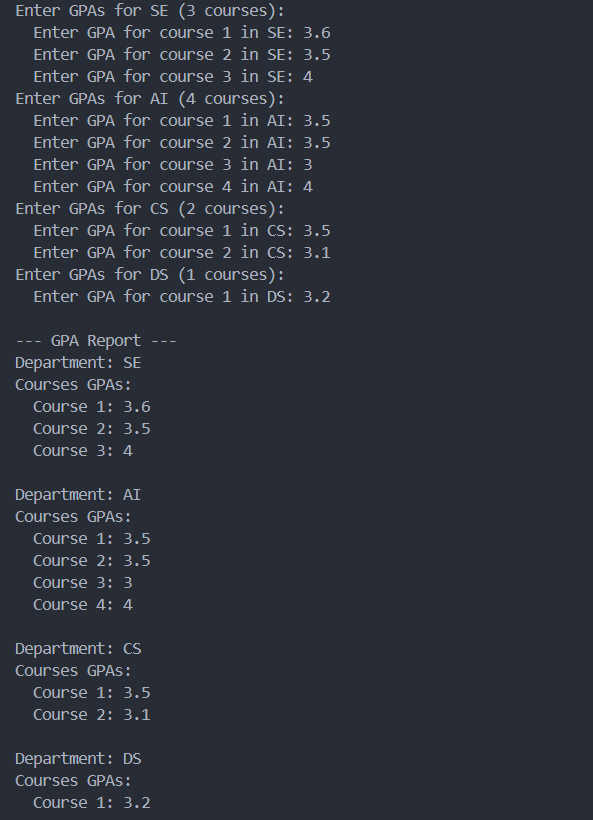 Enter GPAs for SE (3 courses):
  Enter GPA for course 1 in SE: 3.6
  Enter GPA for course 2 in SE: 3.5
  Enter GPA for course 3 in SE: 4
Enter GPAs for AI (4 courses):
  Enter GPA for course 1 in AI: 3.5
  Enter GPA for course 2 in AI: 3.5
  Enter GPA for course 3 in AI: 3
  Enter GPA for course 4 in AI: 4
Enter GPAs for CS (2 courses):
  Enter GPA for course 1 in CS: 3.5
  Enter GPA for course 2 in CS: 3.1
Enter GPAs for DS (1 courses):
  Enter GPA for course 1 in DS: 3.2

--- GPA Report ---
Department: SE
Courses GPAs:
  Course 1: 3.6
  Course 2: 3.5
  Course 3: 4

Department: AI
Courses GPAs:
  Course 1: 3.5
  Course 2: 3.5
  Course 3: 3
  Course 4: 4

Department: CS
Courses GPAs:
  Course 1: 3.5
  Course 2: 3.1

Department: DS
Courses GPAs:
  Course 1: 3.2